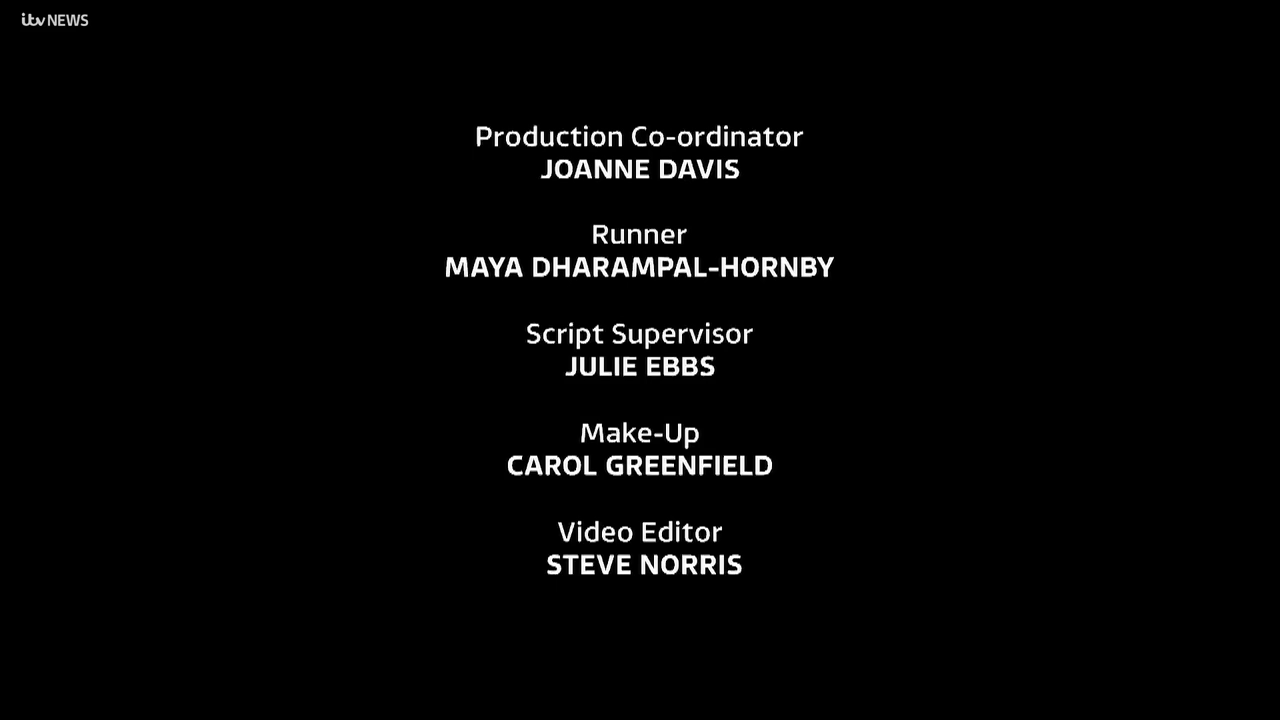 itv NEWS
Production Co-ordinator
JOANNE DAVIS
Runner
MAYA DHARAMPAL-HORNBY
Script Supervisor
JULIE EBBS
Make-Up
CAROL GREENFIELD
Video Editor
STEVE NORRIS